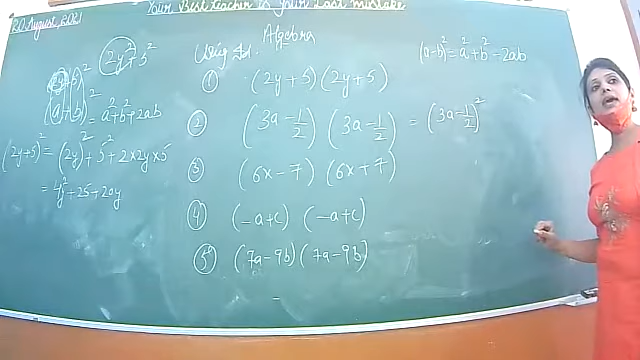 Your Best teacher is your last mistake
20 August, 2021
Algebra
Using Id.
(2y+5)²
(a+b)² = a²+b²+2ab
(2y+5)² = (2y)²+5²+2×2y×5
= 4y²+25+20y
2y²+5²
① (2y+5)(2y+5)
② (3a-1/2)(3a-1/2) = (3a-1/2)²
③ (6x-7)(6x+7)
④ (-a+c)(-a+c)
⑤ (7a-9b)(7a-9b)
(a-b)² = a²+b²-2ab